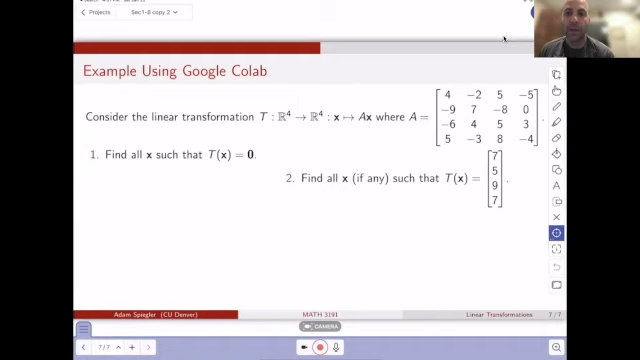 Projects
Sec1-8 copy 2
Example Using Google Colab
Consider the linear transformation T : ℝ⁴ → ℝ⁴ : x ↦ Ax where A = [4 −2 5 −5
−9 7 −8 0
−6 4 5 3
5 −3 8 −4].
1. Find all x such that T(x) = 0.
2. Find all x (if any) such that T(x) = [7
5
9
7].
Adam Spiegler (CU Denver) MATH 3191 Linear Transformations 7 / 7
CAMERA
7/7